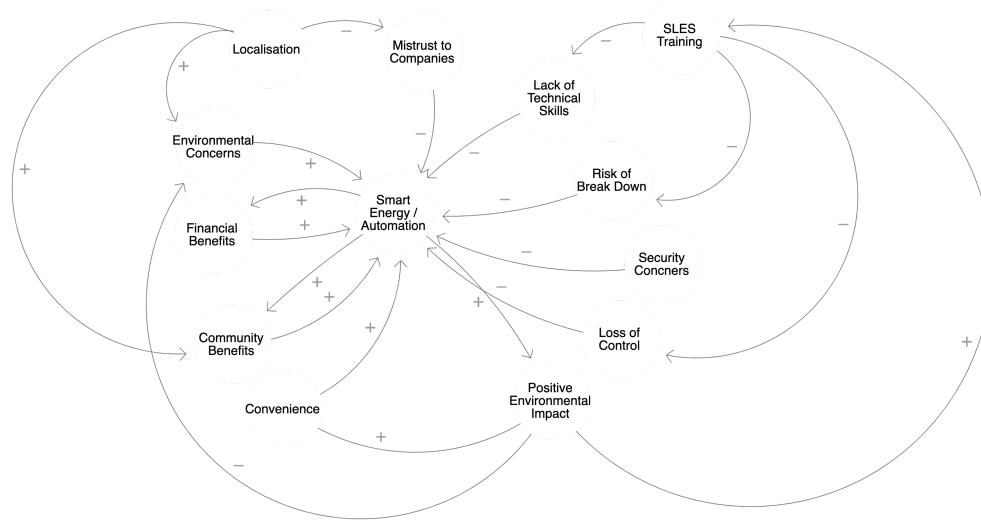 Localisation
Mistrust to
Companies
SLES
Training
Lack of
Technical
Skills
Environmental
Concerns
Risk of
Break Down
Smart
Energy /
Automation
Financial
Benefits
Security
Concners
Community
Benefits
Loss of
Control
Convenience
Positive
Environmental
Impact
+
−
−
+
−
−
+
−
+
−
+
−
+
−
−
+
+
+
−
+
+
+
−